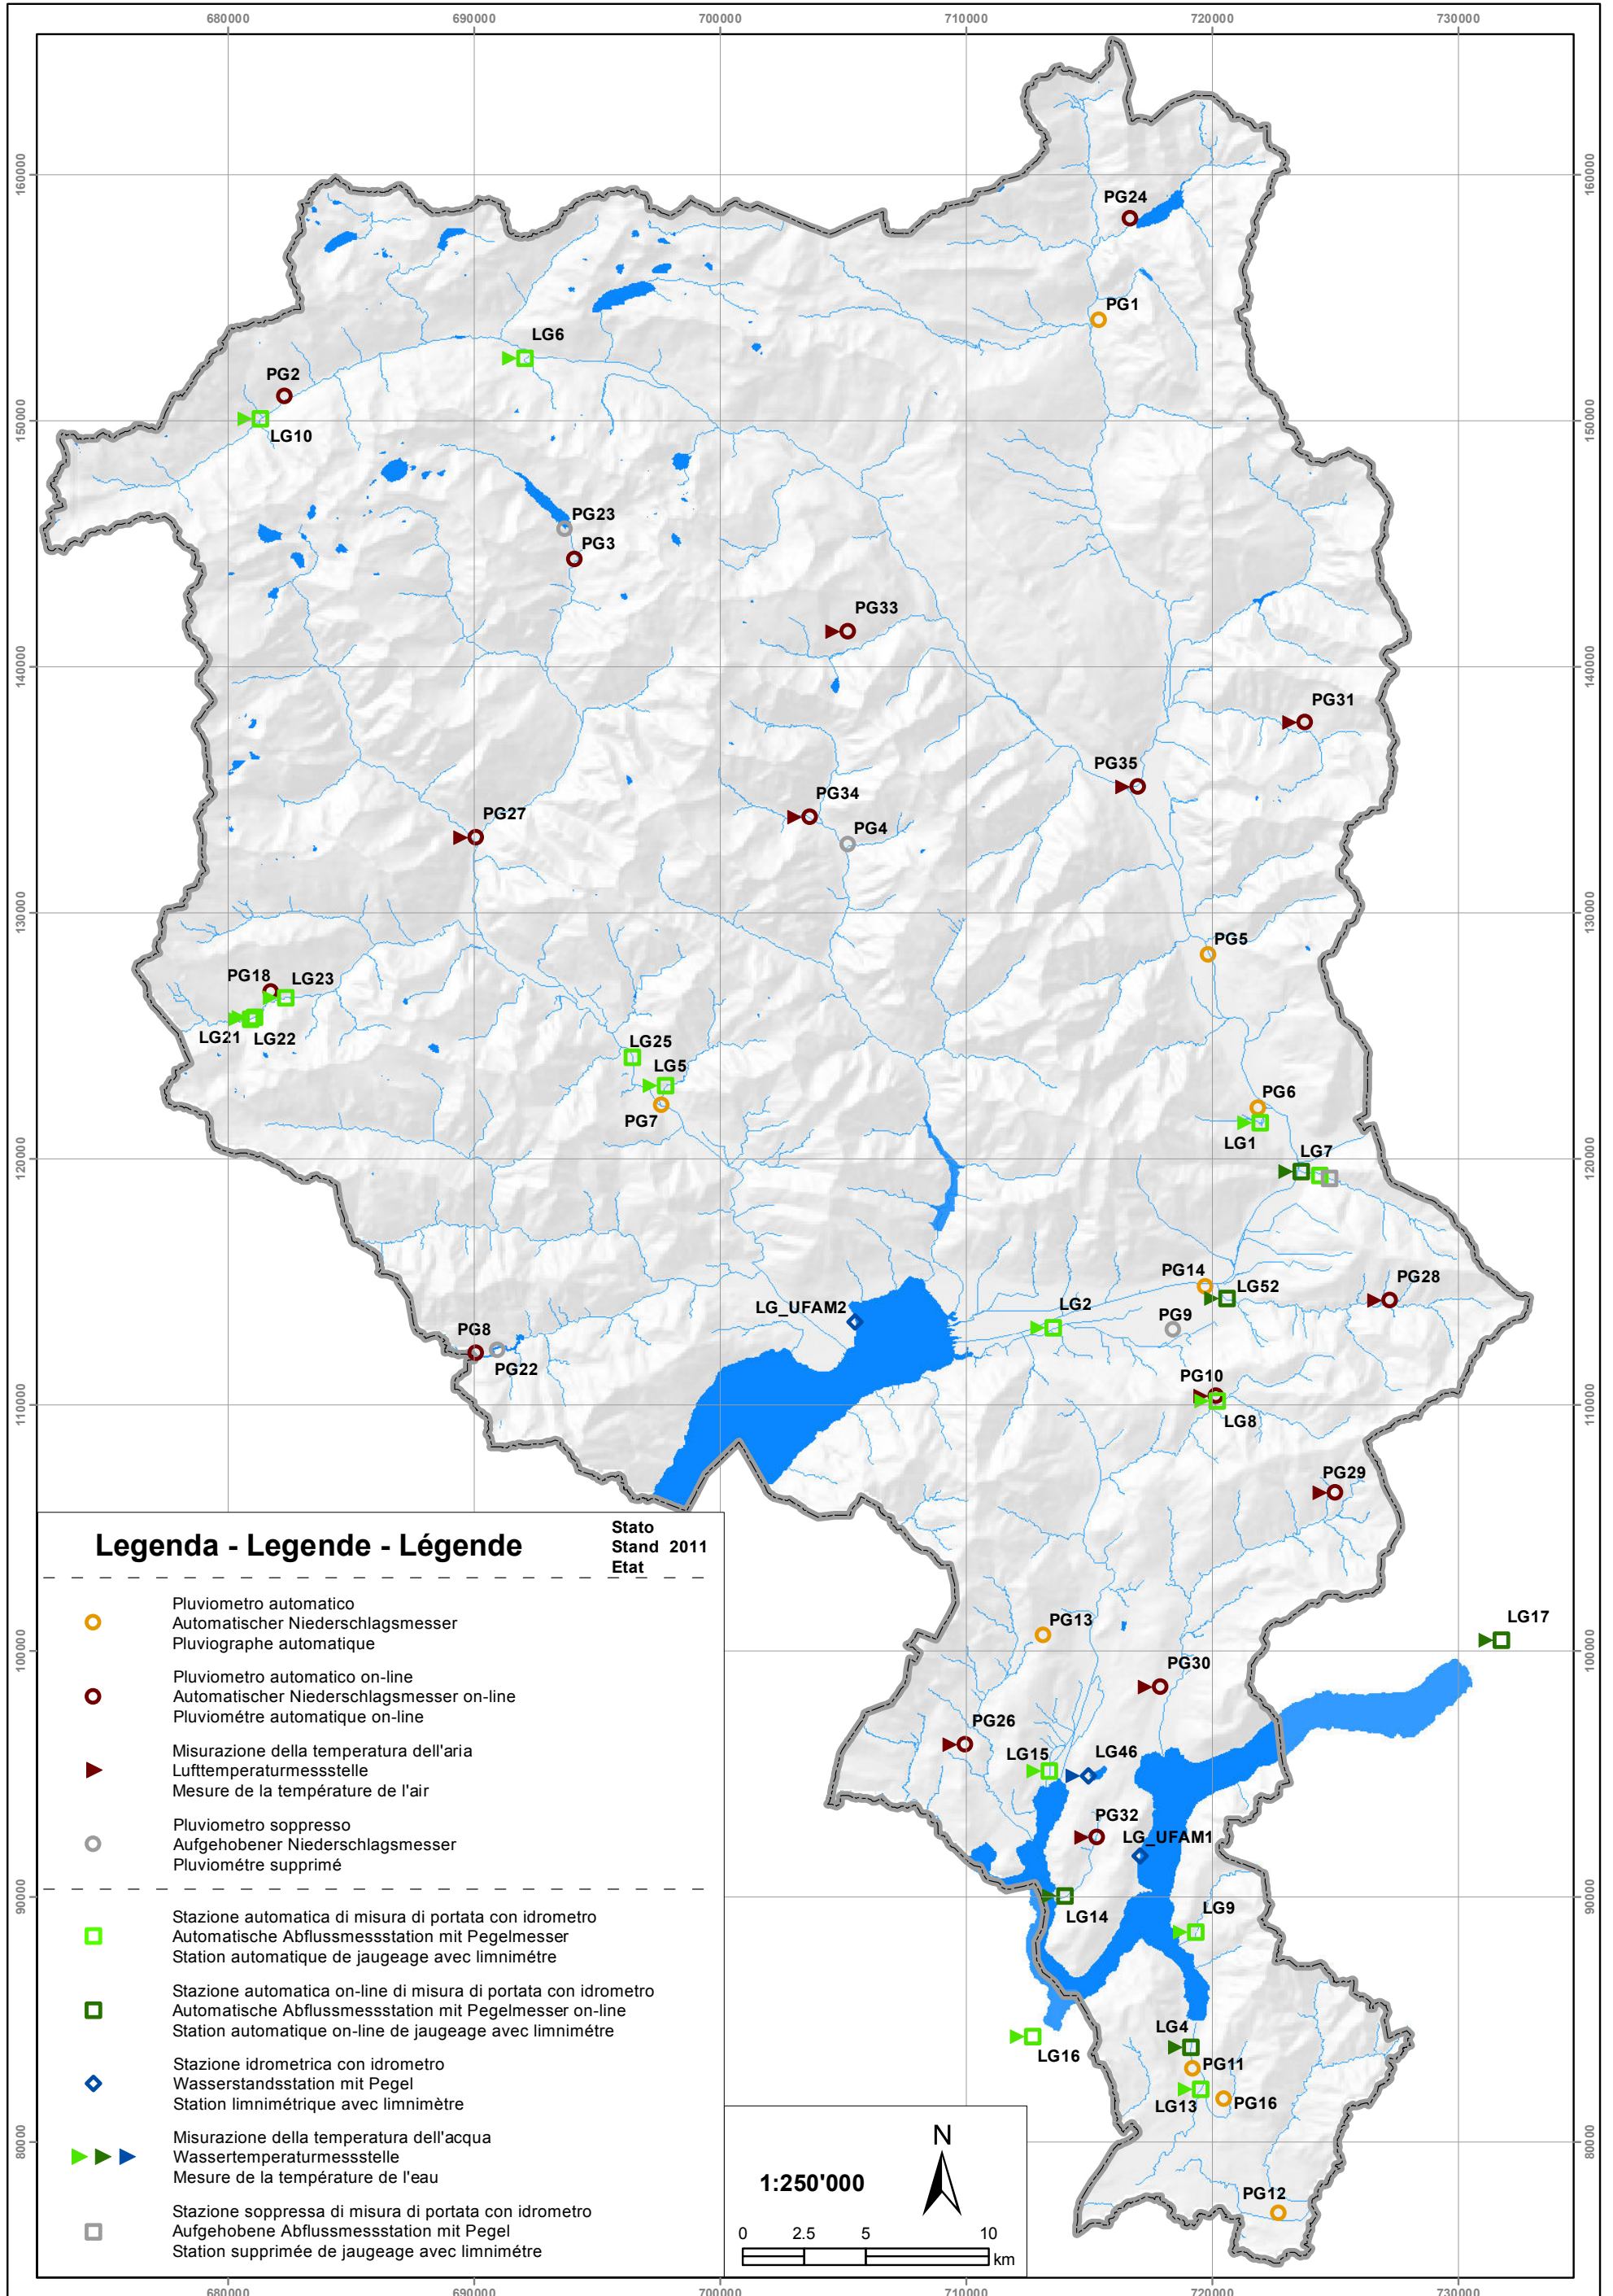 680000 690000 700000 710000 720000 730000
160000 160000
PG24
PG1
LG6
PG2
150000 150000
LG10
PG23
PG3
PG33
140000 140000
PG31
PG35
PG34
PG27
PG4
130000 130000
PG5
PG18 LG23
LG21 LG22
LG25
LG5
PG7
PG6
LG1
LG7
120000 120000
PG14
LG52
PG28
LG_UFAM2
LG2
PG9
PG8
PG22
PG10
110000 110000
LG8
PG29
Legenda - Legende - Légende
Stato
Stand 2011
Etat
Pluviometro automatico
Automatischer Niederschlagsmesser
Pluviographe automatique
Pluviometro automatico on-line
Automatischer Niederschlagsmesser on-line
Pluviométre automatique on-line
Misurazione della temperatura dell'aria
Lufttemperaturmessstelle
Mesure de la température de l'air
Pluviometro soppresso
Aufgehobener Niederschlagsmesser
Pluviométre supprimé
Stazione automatica di misura di portata con idrometro
Automatische Abflussmessstation mit Pegelmesser
Station automatique de jaugeage avec limnimétre
Stazione automatica on-line di misura di portata con idrometro
Automatische Abflussmessstation mit Pegelmesser on-line
Station automatique on-line de jaugeage avec limnimétre
Stazione idrometrica con idrometro
Wasserstandsstation mit Pegel
Station limnimétrique avec limnimètre
Misurazione della temperatura dell'acqua
Wassertemperaturmessstelle
Mesure de la température de l'eau
Stazione soppressa di misura di portata con idrometro
Aufgehobene Abflussmessstation mit Pegel
Station supprimée de jaugeage avec limnimétre
PG13
LG17
100000 100000
PG30
PG26
LG15
LG46
PG32
LG_UFAM1
90000 90000
LG14
LG9
LG4
LG16
PG11
LG13
PG16
80000 80000
PG12
N
1:250'000
0 2.5 5 10
km
680000 690000 700000 710000 720000 730000